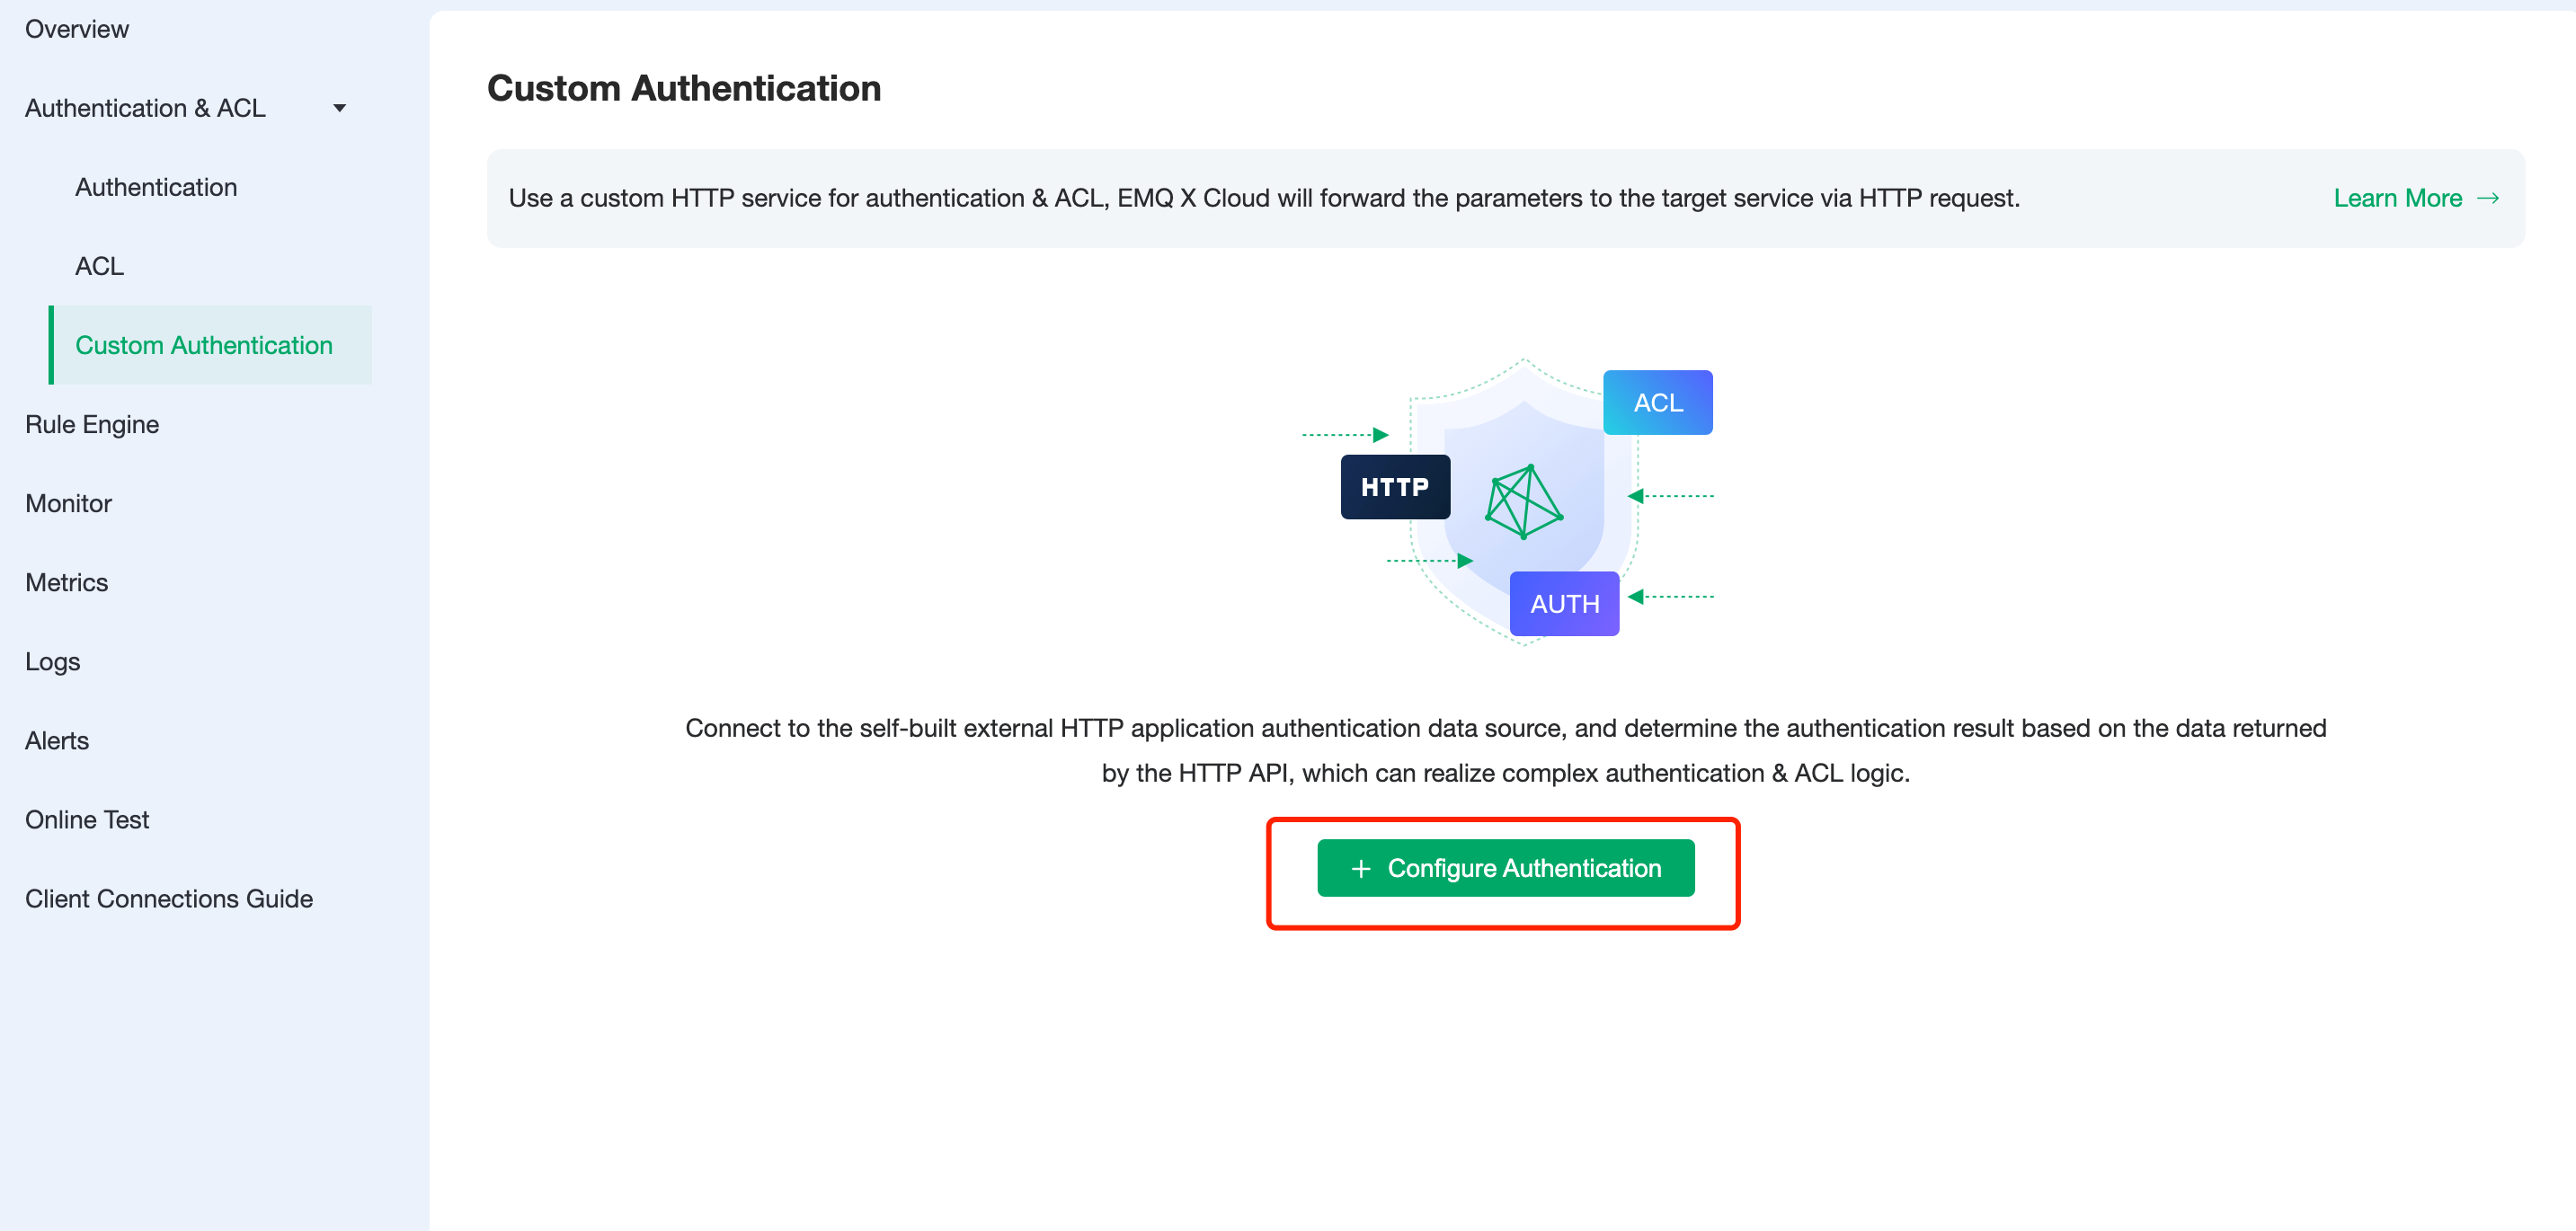 Overview
Authentication & ACL
Authentication
ACL
Custom Authentication
Rule Engine
Monitor
Metrics
Logs
Alerts
Online Test
Client Connections Guide
Custom Authentication
Use a custom HTTP service for authentication & ACL, EMQ X Cloud will forward the parameters to the target service via HTTP request.
Learn More →
ACL
HTTP
AUTH
Connect to the self-built external HTTP application authentication data source, and determine the authentication result based on the data returned
by the HTTP API, which can realize complex authentication & ACL logic.
+ Configure Authentication